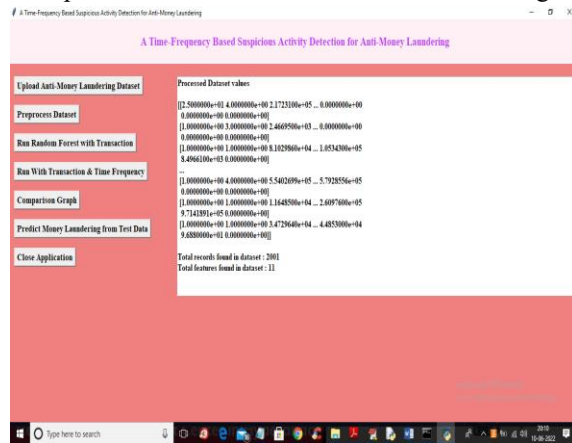 A Time-Frequency Based Suspicious Activity Detection for Anti-Money Laundering
A Time-Frequency Based Suspicious Activity Detection for Anti-Money Laundering
Upload Anti-Money Laundering Dataset
Preprocess Dataset
Run Random Forest with Transaction
Run With Transaction & Time Frequency
Comparison Graph
Predict Money Laundering from Test Data
Close Application
Processed Dataset values
[[2.5000000e+01 4.0000000e+00 2.1723100e+05 ... 0.0000000e+00
0.0000000e+00 0.0000000e+00]
[1.0000000e+00 3.0000000e+00 2.4669500e+03 ... 0.0000000e+00
0.0000000e+00 0.0000000e+00]
[1.0000000e+00 1.0000000e+00 8.1029860e+04 ... 1.0534300e+05
8.4966100e+03 0.0000000e+00]
...
[1.0000000e+00 4.0000000e+00 5.5402699e+05 ... 5.7928556e+05
0.0000000e+00 0.0000000e+00]
[1.0000000e+00 1.0000000e+00 1.1648500e+04 ... 2.6097600e+05
9.7141891e+05 0.0000000e+00]
[1.0000000e+00 1.0000000e+00 3.4729640e+04 ... 4.4853000e+04
9.6880000e+01 0.0000000e+00]]
Total records found in dataset : 2001
Total features found in dataset : 11
Type here to search
20:10
10-06-2022